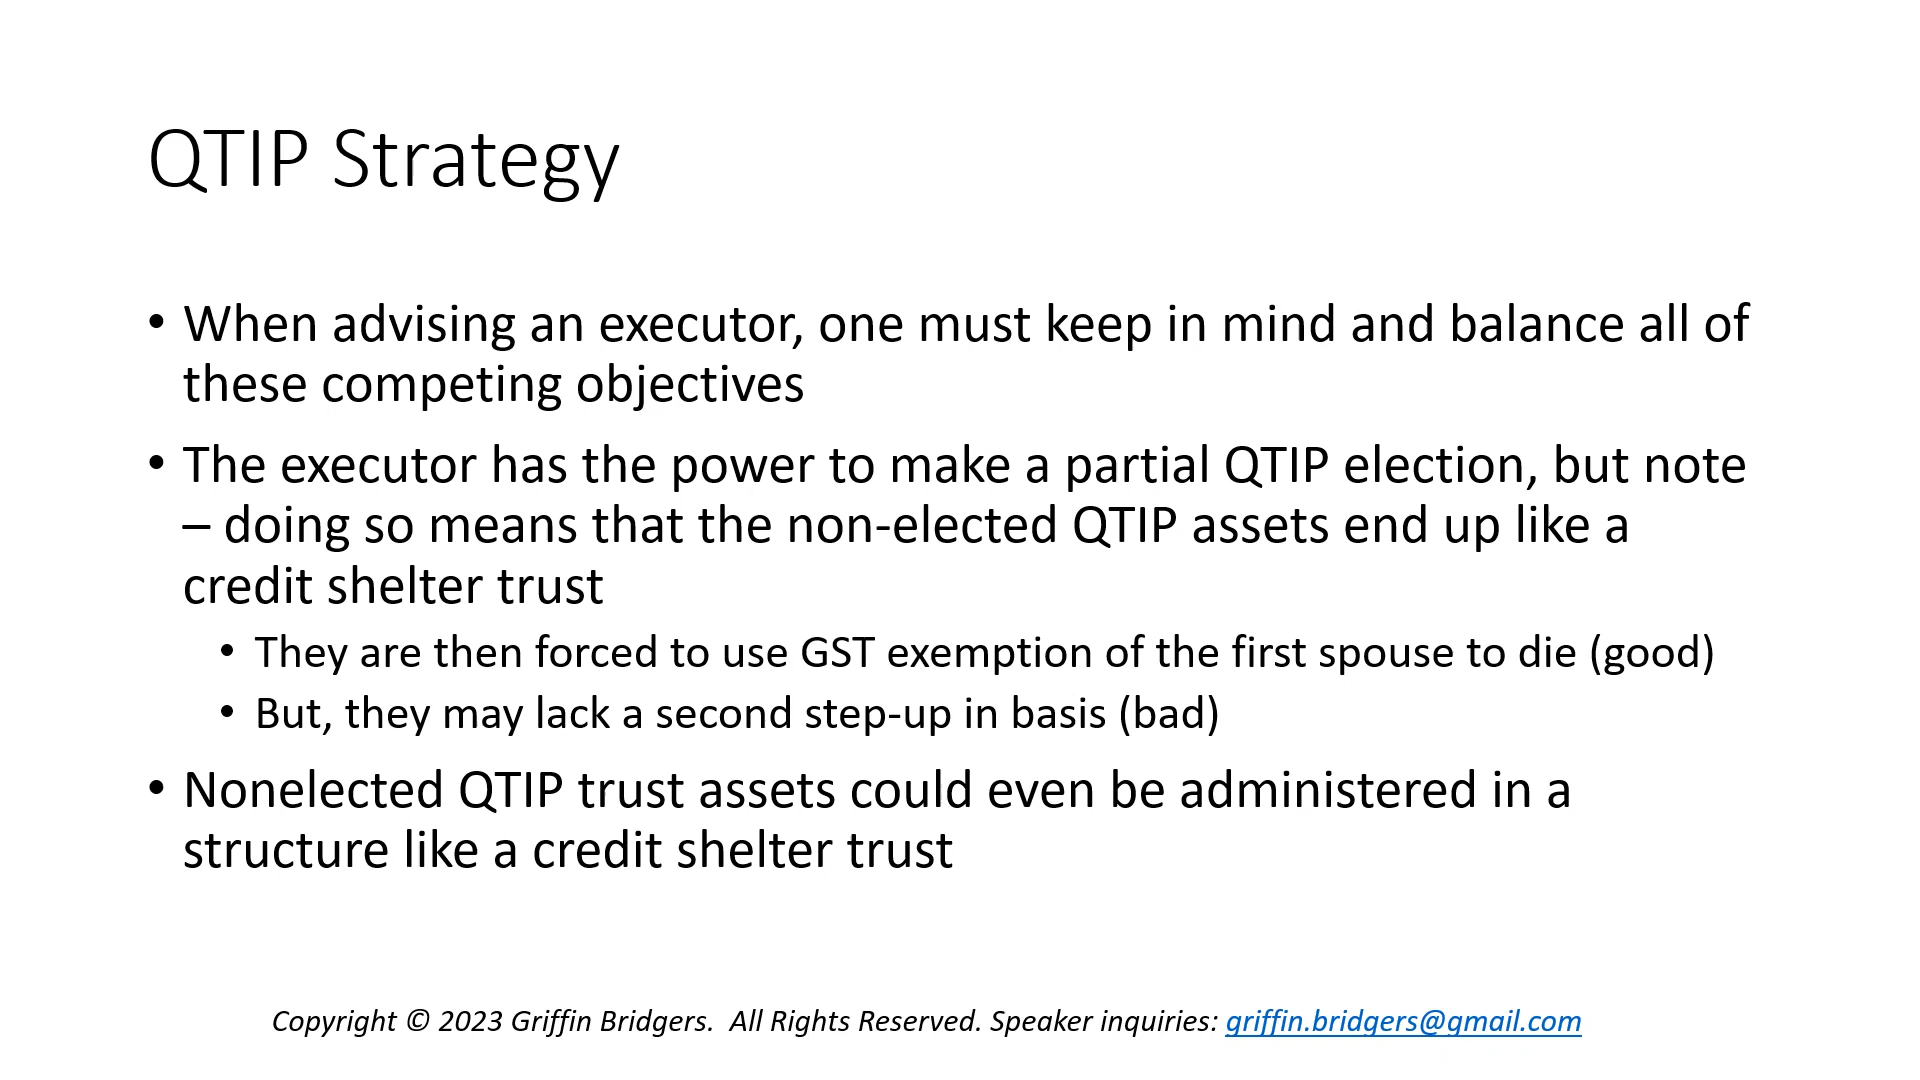 QTIP Strategy
• When advising an executor, one must keep in mind and balance all of
these competing objectives
• The executor has the power to make a partial QTIP election, but note
– doing so means that the non-elected QTIP assets end up like a
credit shelter trust
• They are then forced to use GST exemption of the first spouse to die (good)
• But, they may lack a second step-up in basis (bad)
• Nonelected QTIP trust assets could even be administered in a
structure like a credit shelter trust
Copyright © 2023 Griffin Bridgers.  All Rights Reserved. Speaker inquiries: griffin.bridgers@gmail.com